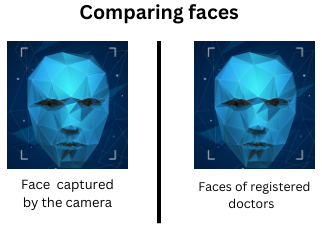 Comparing faces
Face captured
by the camera
Faces of registered
doctors